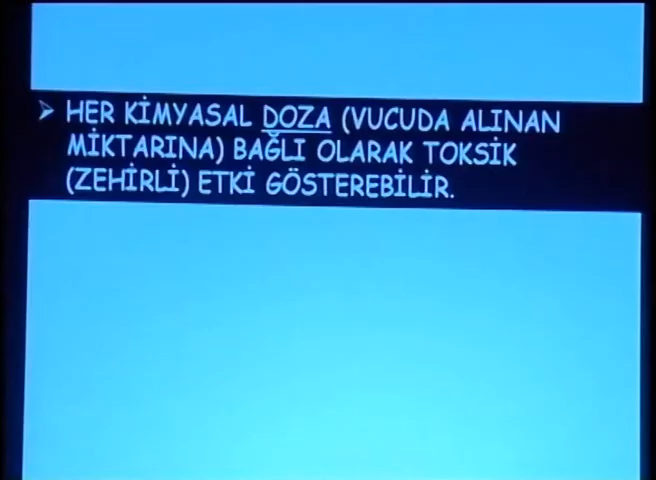 ➢ HER KİMYASAL DOZA (VUCUDA ALINAN
MİKTARINA) BAĞLI OLARAK TOKSİK
(ZEHİRLİ) ETKİ GÖSTEREBİLİR.